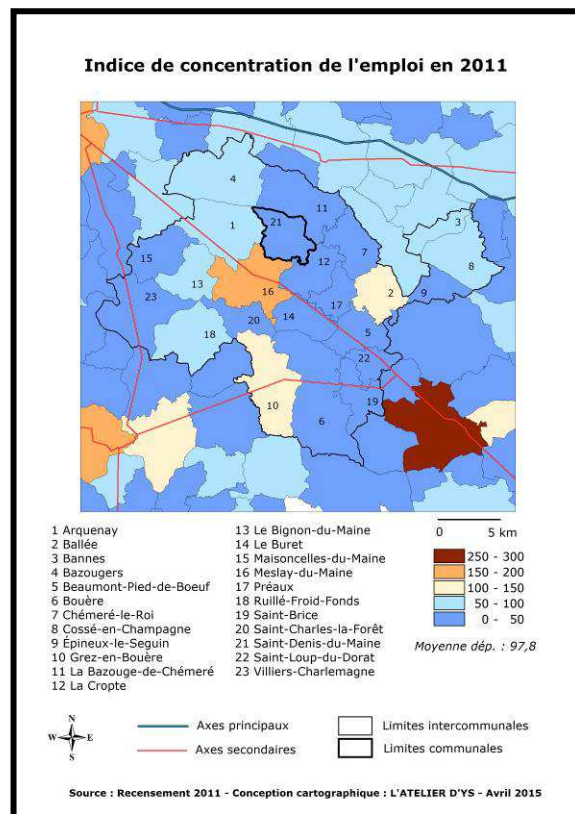 Indice de concentration de l'emploi en 2011
4
11
21
3
1
7
12
8
15
13
2
9
23
16
17
20
14
5
18
22
10
19
6
1 Arquenay
2 Ballée
3 Bannes
4 Bazougers
5 Beaumont-Pied-de-Boeuf
6 Bouère
7 Chémeré-le-Roi
8 Cossé-en-Champagne
9 Épineux-le-Seguin
10 Grez-en-Bouère
11 La Bazouge-de-Chémeré
12 La Cropte
13 Le Bignon-du-Maine
14 Le Buret
15 Maisoncelles-du-Maine
16 Meslay-du-Maine
17 Préaux
18 Ruillé-Froid-Fonds
19 Saint-Brice
20 Saint-Charles-la-Forêt
21 Saint-Denis-du-Maine
22 Saint-Loup-du-Dorat
23 Villiers-Charlemagne
0 5 km
250 - 300
150 - 200
100 - 150
50 - 100
0 - 50
Moyenne dép. : 97,8
N
W E
S
Axes principaux
Axes secondaires
Limites intercommunales
Limites communales
Source : Recensement 2011 - Conception cartographique : L'ATELIER D'YS - Avril 2015